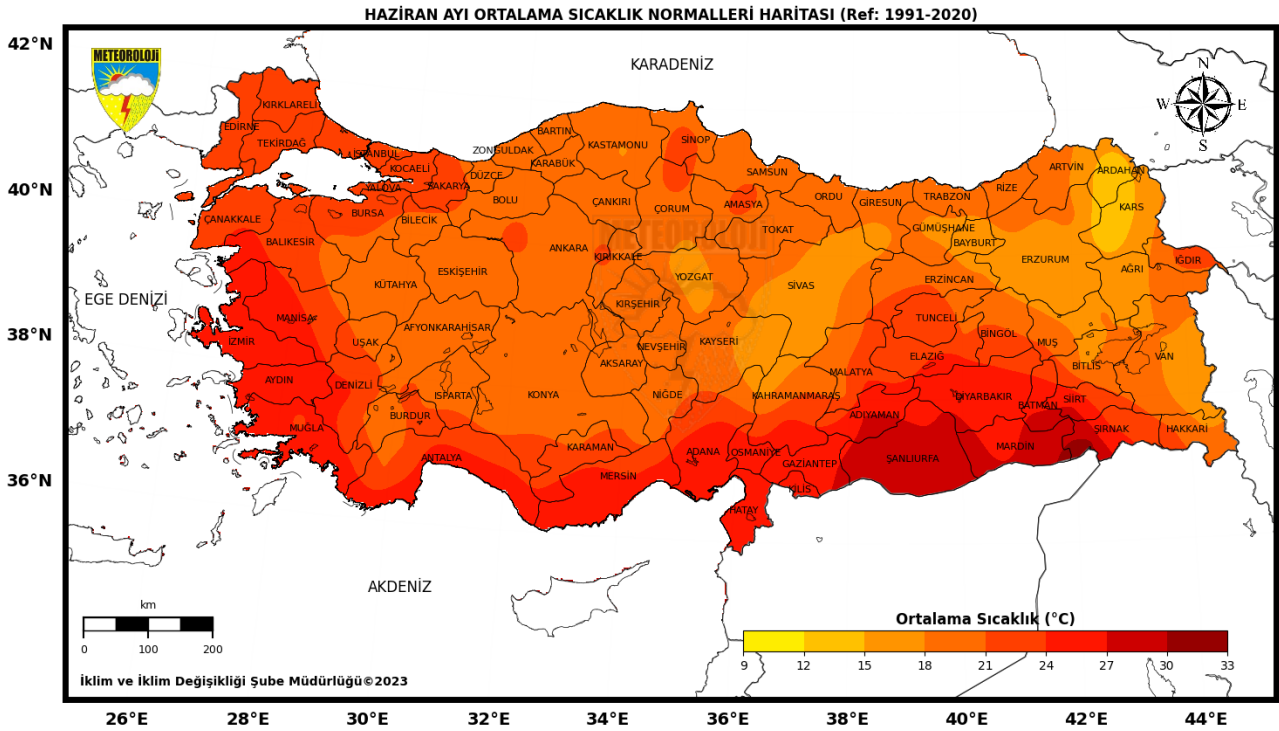 HAZİRAN AYI ORTALAMA SICAKLIK NORMALLERİ HARİTASI (Ref: 1991-2020)
42°N
METEOROLOJİ
KARADENİZ
N
W E
S
KIRKLARELİ
EDİRNE
TEKİRDAĞ
İSTANBUL
KOCAELİ
YALOVA
SAKARYA
ZONGULDAK
BARTIN
KARABÜK
DÜZCE
KASTAMONU
SİNOP
SAMSUN
ORDU
GİRESUN
TRABZON
RİZE
ARTVİN
ARDAHAN
KARS
40°N
ÇANAKKALE
BURSA
BİLECİK
BOLU
ÇANKIRI
ÇORUM
AMASYA
TOKAT
GÜMÜŞHANE
BAYBURT
BALIKESİR
ESKİŞEHİR
ANKARA
KIRIKKALE
METEOROLOJİ
YOZGAT
SİVAS
ERZİNCAN
ERZURUM
AĞRI
IĞDIR
EGE DENİZİ
KÜTAHYA
KIRŞEHİR
MANİSA
AFYONKARAHİSAR
TUNCELİ
BİNGÖL
MUŞ
38°N
İZMİR
UŞAK
NEVŞEHİR
KAYSERİ
AKSARAY
ELAZIĞ
BİTLİS
VAN
AYDIN
DENİZLİ
ISPARTA
KONYA
NİĞDE
KAHRAMANMARAŞ
MALATYA
DİYARBAKIR
BATMAN
SİİRT
BURDUR
ADIYAMAN
MUĞLA
ANTALYA
KARAMAN
MERSİN
ADANA
OSMANİYE
GAZİANTEP
ŞANLIURFA
MARDİN
ŞIRNAK
HAKKARİ
36°N
KİLİS
HATAY
AKDENİZ
km
0 100 200
Ortalama Sıcaklık (°C)
9 12 15 18 21 24 27 30 33
İklim ve İklim Değişikliği Şube Müdürlüğü©2023
26°E 28°E 30°E 32°E 34°E 36°E 38°E 40°E 42°E 44°E